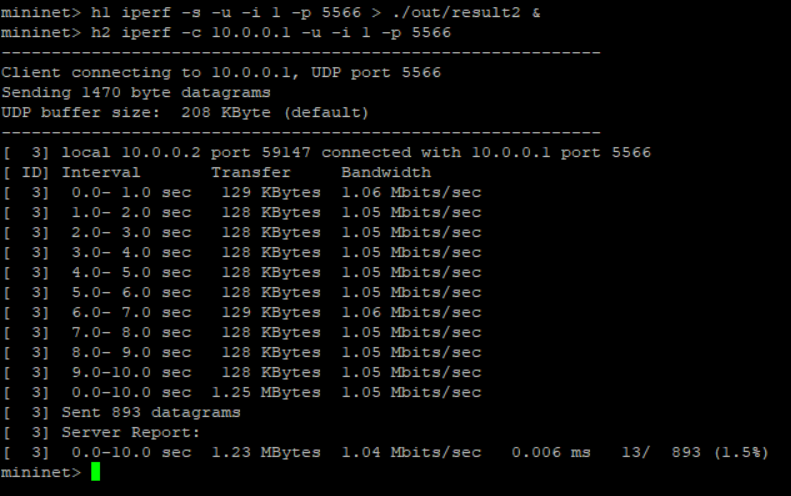 mininet> h1 iperf -s -u -i 1 -p 5566 > ./out/result2 &
mininet> h2 iperf -c 10.0.0.1 -u -i 1 -p 5566
------------------------------------------------------------
Client connecting to 10.0.0.1, UDP port 5566
Sending 1470 byte datagrams
UDP buffer size:  208 KByte (default)
------------------------------------------------------------
[  3] local 10.0.0.2 port 59147 connected with 10.0.0.1 port 5566
[ ID] Interval       Transfer     Bandwidth
[  3]  0.0- 1.0 sec   129 KBytes  1.06 Mbits/sec
[  3]  1.0- 2.0 sec   128 KBytes  1.05 Mbits/sec
[  3]  2.0- 3.0 sec   128 KBytes  1.05 Mbits/sec
[  3]  3.0- 4.0 sec   128 KBytes  1.05 Mbits/sec
[  3]  4.0- 5.0 sec   128 KBytes  1.05 Mbits/sec
[  3]  5.0- 6.0 sec   128 KBytes  1.05 Mbits/sec
[  3]  6.0- 7.0 sec   129 KBytes  1.06 Mbits/sec
[  3]  7.0- 8.0 sec   128 KBytes  1.05 Mbits/sec
[  3]  8.0- 9.0 sec   128 KBytes  1.05 Mbits/sec
[  3]  9.0-10.0 sec   128 KBytes  1.05 Mbits/sec
[  3]  0.0-10.0 sec  1.25 MBytes  1.05 Mbits/sec
[  3] Sent 893 datagrams
[  3] Server Report:
[  3]  0.0-10.0 sec  1.23 MBytes  1.04 Mbits/sec   0.006 ms   13/  893 (1.5%)
mininet>